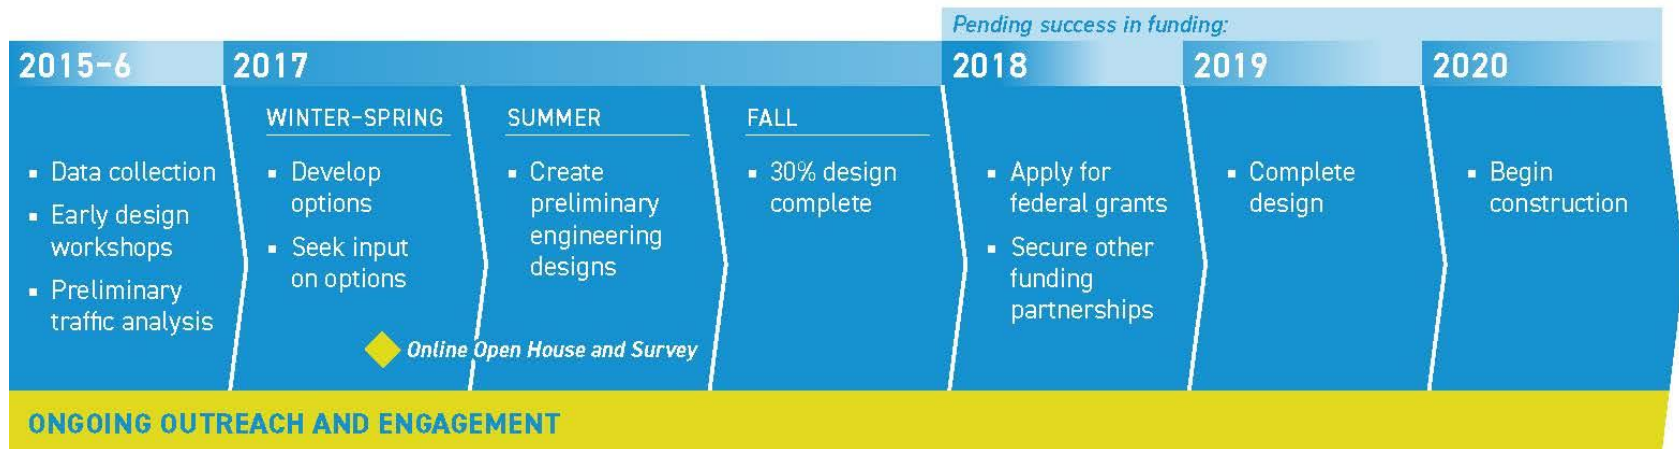 Pending success in funding:
2015–6
2017
2018
2019
2020
▪ Data collection
▪ Early design
workshops
▪ Preliminary
traffic analysis
WINTER–SPRING
▪ Develop
options
▪ Seek input
on options
SUMMER
▪ Create
preliminary
engineering
designs
FALL
▪ 30% design
complete
▪ Apply for
federal grants
▪ Secure other
funding
partnerships
▪ Complete
design
▪ Begin
construction
Online Open House and Survey
ONGOING OUTREACH AND ENGAGEMENT